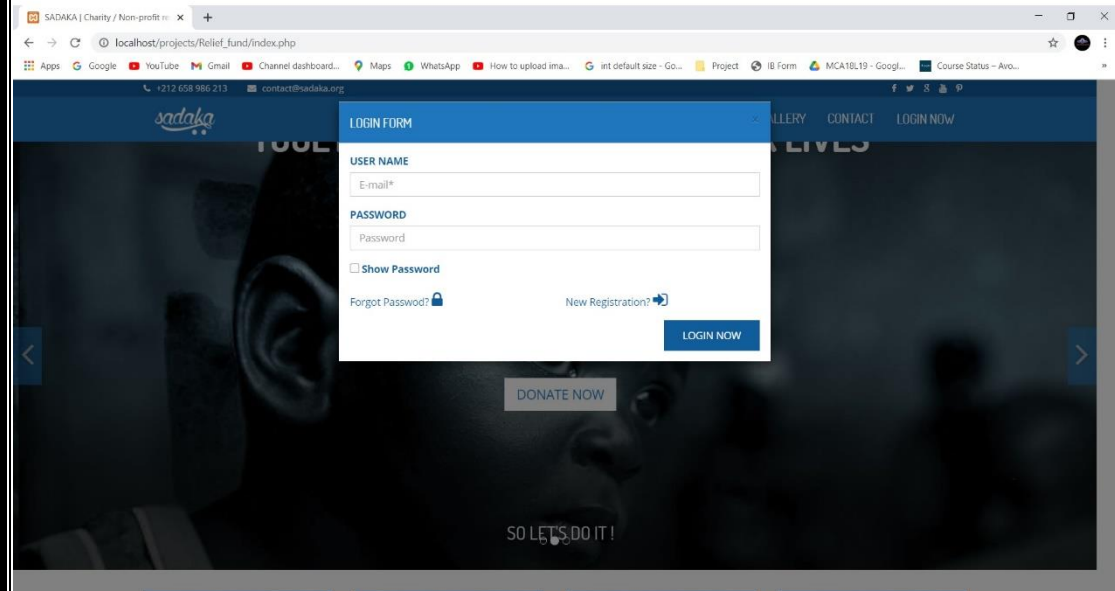 SADAKA | Charity / Non-profit re
localhost/projects/Relief_fund/index.php
Apps Google YouTube Gmail Channel dashboard... Maps WhatsApp How to upload ima... int default size - Go... Project IB Form MCA18L19 - Googl... Course Status – Avo...
+212 658 986 213 contact@sadaka.org
sadaka LOGIN FORM × ALLERY CONTACT LOGIN NOW
LIVES
USER NAME
E-mail*
PASSWORD
Password
Show Password
Forgot Passwod? New Registration?
LOGIN NOW
DONATE NOW
SO LET'S DO IT !